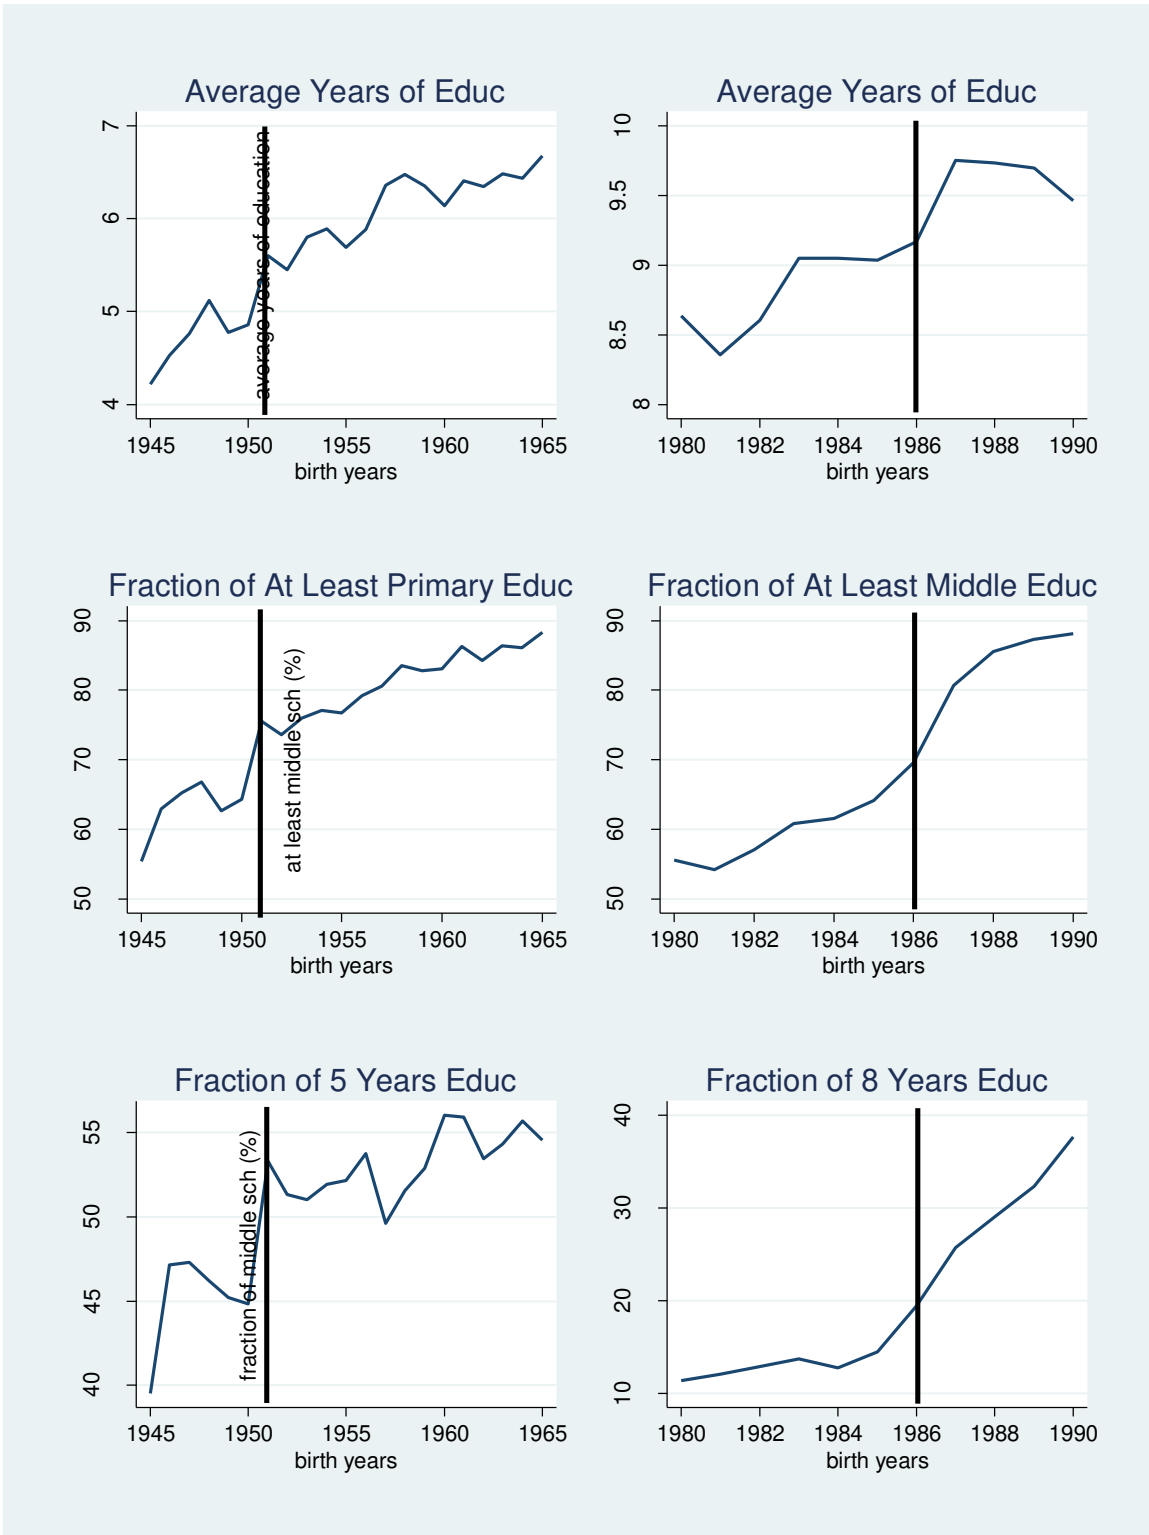 Average Years of Educ
average years of education
7
6
5
4
1945 1950 1955 1960 1965
birth years
Average Years of Educ
10
9.5
9
8.5
8
1980 1982 1984 1986 1988 1990
birth years
Fraction of At Least Primary Educ
at least middle sch (%)
90
80
70
60
50
1945 1950 1955 1960 1965
birth years
Fraction of At Least Middle Educ
90
80
70
60
50
1980 1982 1984 1986 1988 1990
birth years
Fraction of 5 Years Educ
fraction of middle sch (%)
55
50
45
40
1945 1950 1955 1960 1965
birth years
Fraction of 8 Years Educ
40
30
20
10
1980 1982 1984 1986 1988 1990
birth years